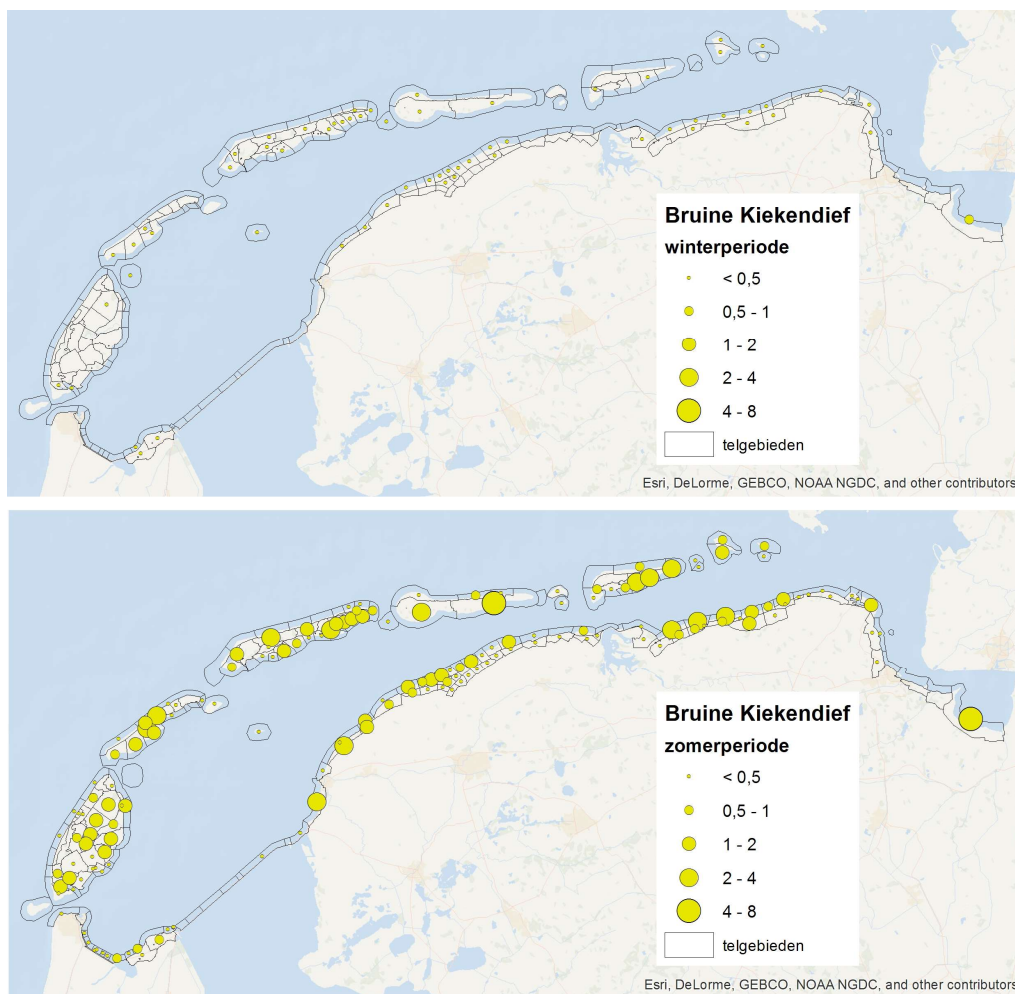 Bruine Kiekendief
winterperiode
< 0,5
0,5 - 1
1 - 2
2 - 4
4 - 8
telgebieden
Esri, DeLorme, GEBCO, NOAA NGDC, and other contributors
Bruine Kiekendief
zomerperiode
< 0,5
0,5 - 1
1 - 2
2 - 4
4 - 8
telgebieden
Esri, DeLorme, GEBCO, NOAA NGDC, and other contributors